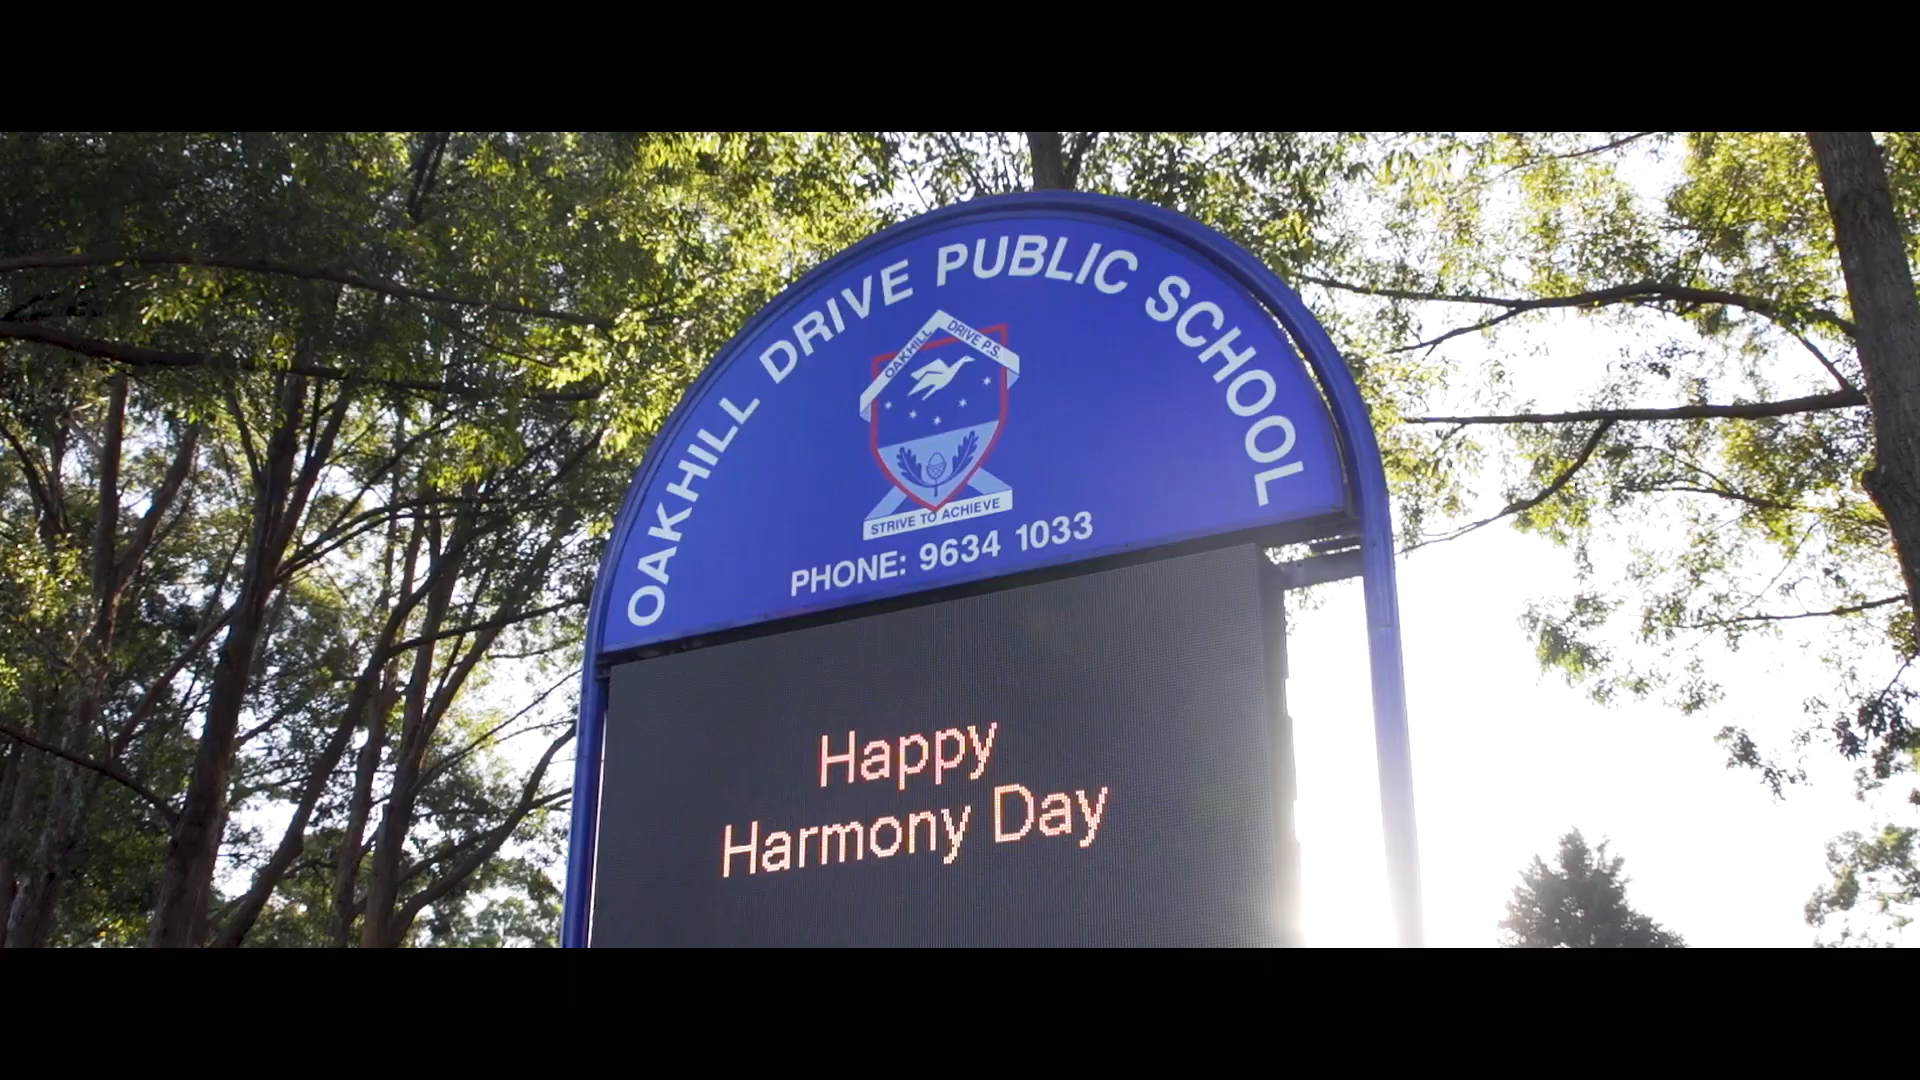 OAKHILL DRIVE PUBLIC SCHOOL
OAKHILL DRIVE P.S.
STRIVE TO ACHIEVE
PHONE: 9634 1033
Happy
Harmony Day